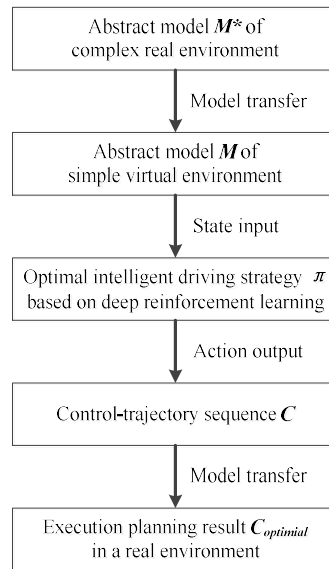 Abstract model M* of
complex real environment
Model transfer
Abstract model M of
simple virtual environment
State input
Optimal intelligent driving strategy π
based on deep reinforcement learning
Action output
Control-trajectory sequence C
Model transfer
Execution planning result C_optimial
in a real environment